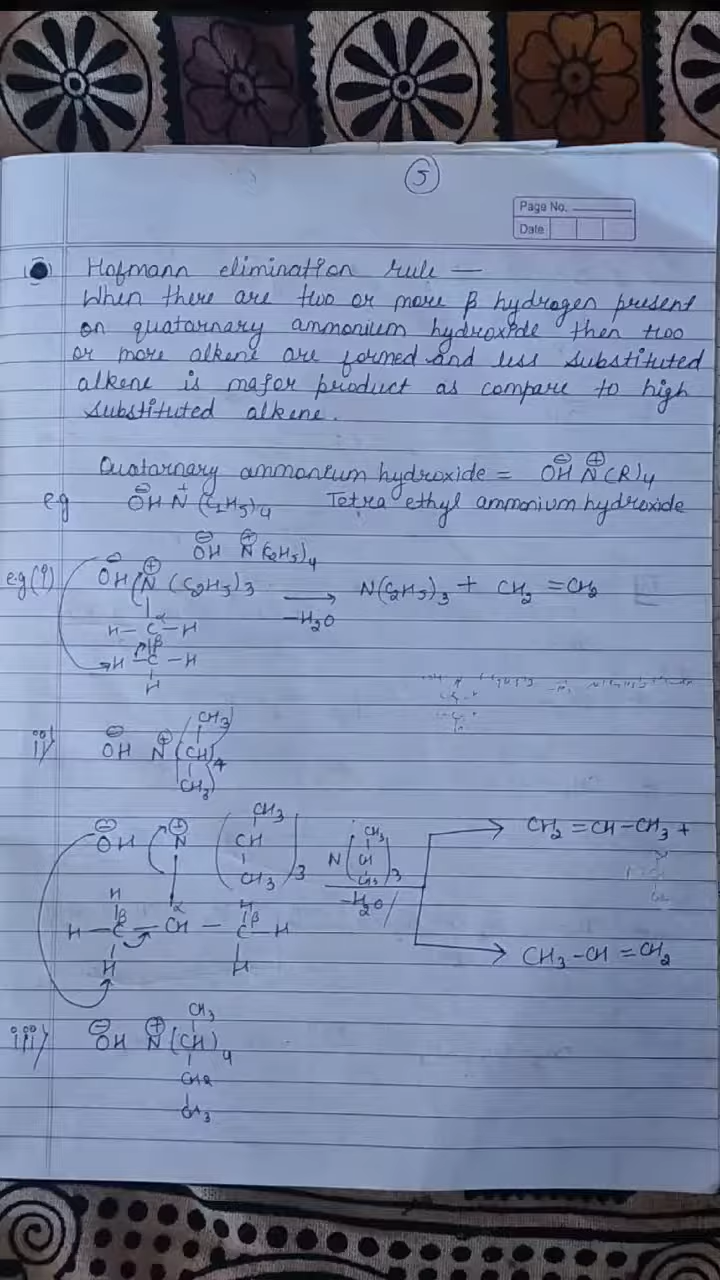 5
Page No.
Date
Hofmann elimination rule —
When there are two or more β hydrogen present
on quatarnary ammonium hydroxide then two
or more alkene are formed and less substituted
alkene is major product as compare to high
substituted alkene.
Quatarnary ammonium hydroxide = ⊖OH ⊕N(R)4
e.g ⊖OH +N(C2H5)4 Tetra ethyl ammonium hydroxide
⊖OH ⊕N(C2H5)4
e.g (i) ⊖OH ⊕N (C2H5)3 → N(C2H5)3 + CH2 = CH2
-H2O
H - C α - H
H - C β - H
H
ii) ⊖OH ⊕N (CH)4
CH3
CH3
⊖OH ⊕N (CH)3
CH3
CH3
N(CH)3
CH3
CH3
-H2O
→ CH2 = CH - CH3 +
H H
H - C β - CH α - C β - H
H H
→ CH3 - CH = CH2
iii) ⊖OH ⊕N (CH)4
CH3
CH2
CH3